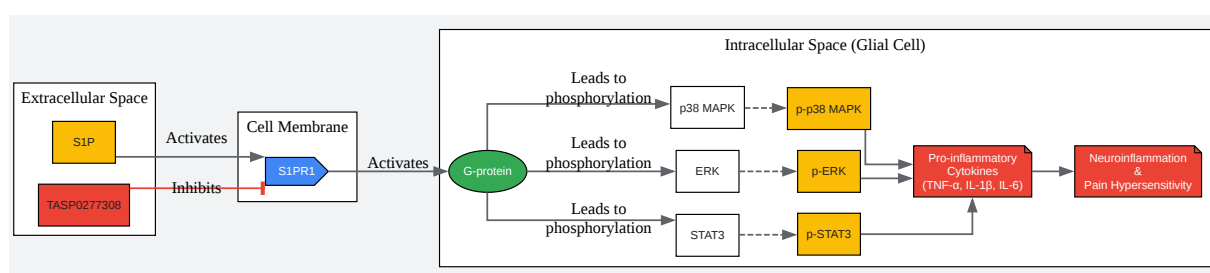 Intracellular Space (Glial Cell)
Extracellular Space
S1P
TASP0277308
Activates
Inhibits
Cell Membrane
S1PR1
Activates
G-protein
Leads to
phosphorylation
Leads to
phosphorylation
Leads to
phosphorylation
p38 MAPK
ERK
STAT3
p-p38 MAPK
p-ERK
p-STAT3
Pro-inflammatory
Cytokines
(TNF-α, IL-1β, IL-6)
Neuroinflammation
&
Pain Hypersensitivity